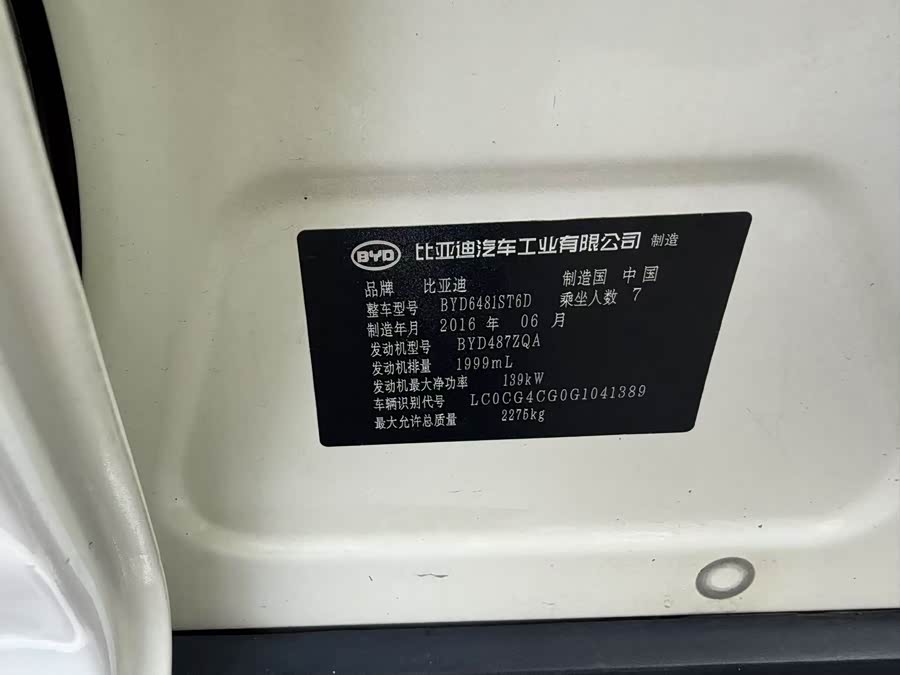 BYD 比亚迪汽车工业有限公司 制造
品牌 比亚迪 制造国 中国
整车型号 BYD6481ST6D 乘坐人数 7
制造年月 2016 年 06 月
发动机型号 BYD487ZQA
发动机排量 1999mL
发动机最大净功率 139kW
车辆识别代号 LC0CG4CG0G1041389
最大允许总质量 2275kg